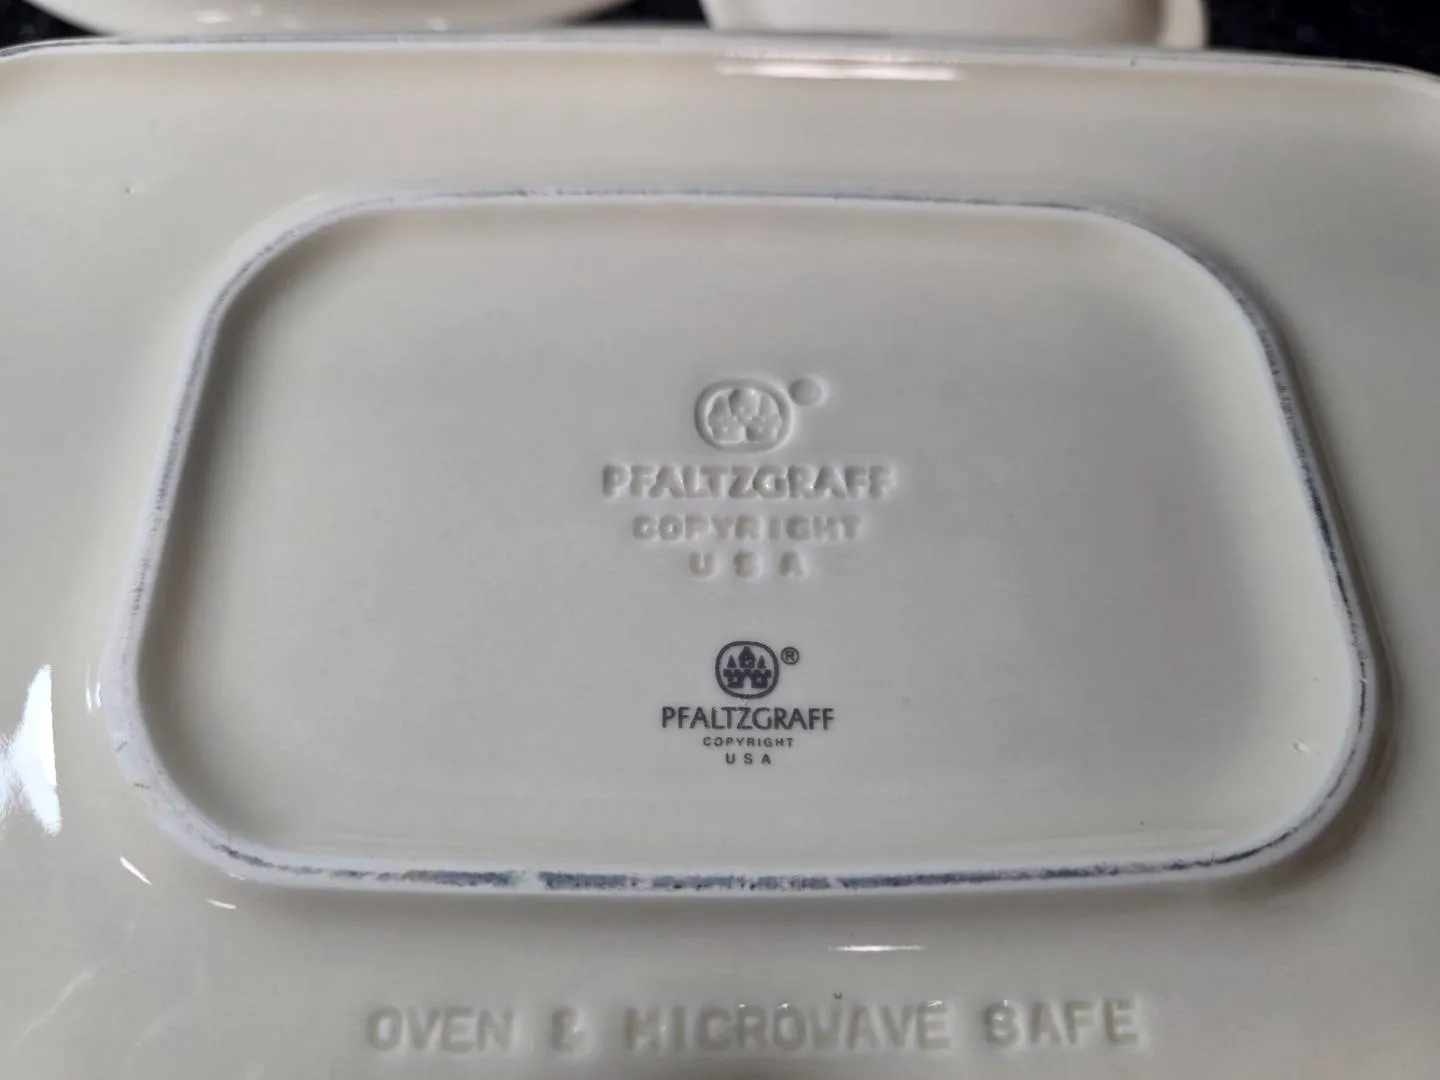 PFALTZGRAFF
COPYRIGHT
U S A
®
PFALTZGRAFF
COPYRIGHT
U S A
OVEN & MICROWAVE SAFE